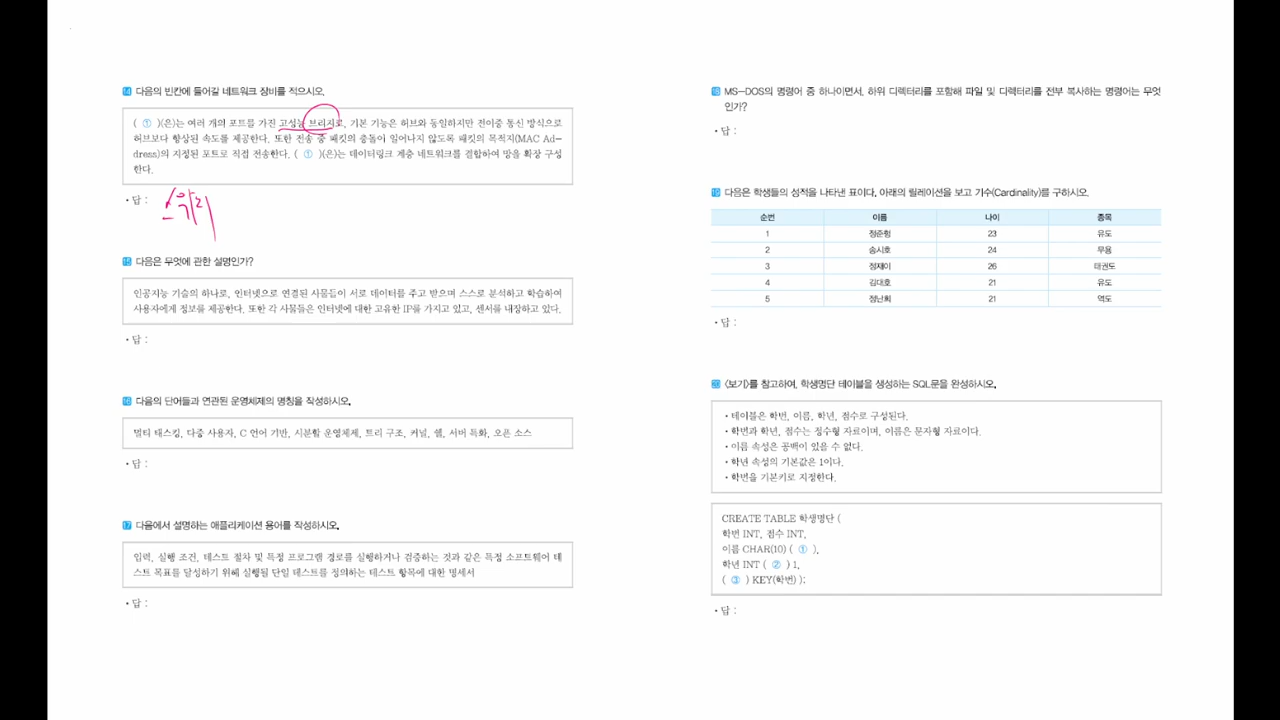 14 다음의 빈칸에 들어갈 네트워크 장비를 적으시오.
( ① )(은)는 여러 개의 포트를 가진 고성능 브리지로, 기본 기능은 허브와 동일하지만 전이중 통신 방식으로
허브보다 향상된 속도를 제공한다. 또한 전송 중 패킷의 충돌이 일어나지 않도록 패킷의 목적지(MAC Ad-
dress)의 지정된 포트로 직접 전송한다. ( ① )(은)는 데이터링크 계층 네트워크를 결합하여 망을 확장 구성
한다.
• 답 :
15 다음은 무엇에 관한 설명인가?
인공지능 기술의 하나로, 인터넷으로 연결된 사물들이 서로 데이터를 주고 받으며 스스로 분석하고 학습하여
사용자에게 정보를 제공한다. 또한 각 사물들은 인터넷에 대한 고유한 IP를 가지고 있고, 센서를 내장하고 있다.
• 답 :
16 다음의 단어들과 연관된 운영체제의 명칭을 작성하시오.
멀티 태스킹, 다중 사용자, C 언어 기반, 시분할 운영체제, 트리 구조, 커널, 쉘, 서버 특화, 오픈 소스
• 답 :
17 다음에서 설명하는 애플리케이션 용어를 작성하시오.
입력, 실행 조건, 테스트 절차 및 특정 프로그램 경로를 실행하거나 검증하는 것과 같은 특정 소프트웨어 테
스트 목표를 달성하기 위해 실행될 단일 테스트를 정의하는 테스트 항목에 대한 명세서
• 답 :
18 MS-DOS의 명령어 중 하나이면서, 하위 디렉터리를 포함해 파일 및 디렉터리를 전부 복사하는 명령어는 무엇
인가?
• 답 :
19 다음은 학생들의 성적을 나타낸 표이다. 아래의 릴레이션을 보고 기수(Cardinality)를 구하시오.
순번 이름 나이 종목
1 정준항 23 유도
2 송시호 24 무용
3 정재이 26 태권도
4 김대호 21 유도
5 정난희 21 역도
• 답 :
20 〈보기〉를 참고하여, 학생명단 테이블을 생성하는 SQL문을 완성하시오.
• 테이블은 학번, 이름, 학년, 점수로 구성된다.
• 학번과 학년, 점수는 정수형 자료이며, 이름은 문자형 자료이다.
• 이름 속성은 공백이 있을 수 없다.
• 학년 속성의 기본값은 1이다.
• 학번을 기본키로 지정한다.
CREATE TABLE 학생명단 (
학번 INT, 점수 INT,
이름 CHAR(10) ( ① ),
학년 INT ( ② ) 1,
( ③ ) KEY(학번) );
• 답 :